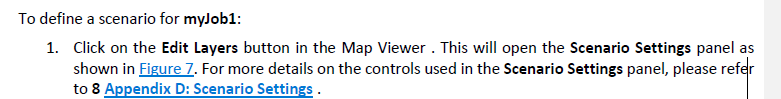 To define a scenario for myJob1:
1. Click on the Edit Layers button in the Map Viewer . This will open the Scenario Settings panel as
shown in Figure 7. For more details on the controls used in the Scenario Settings panel, please refer
to 8 Appendix D: Scenario Settings .